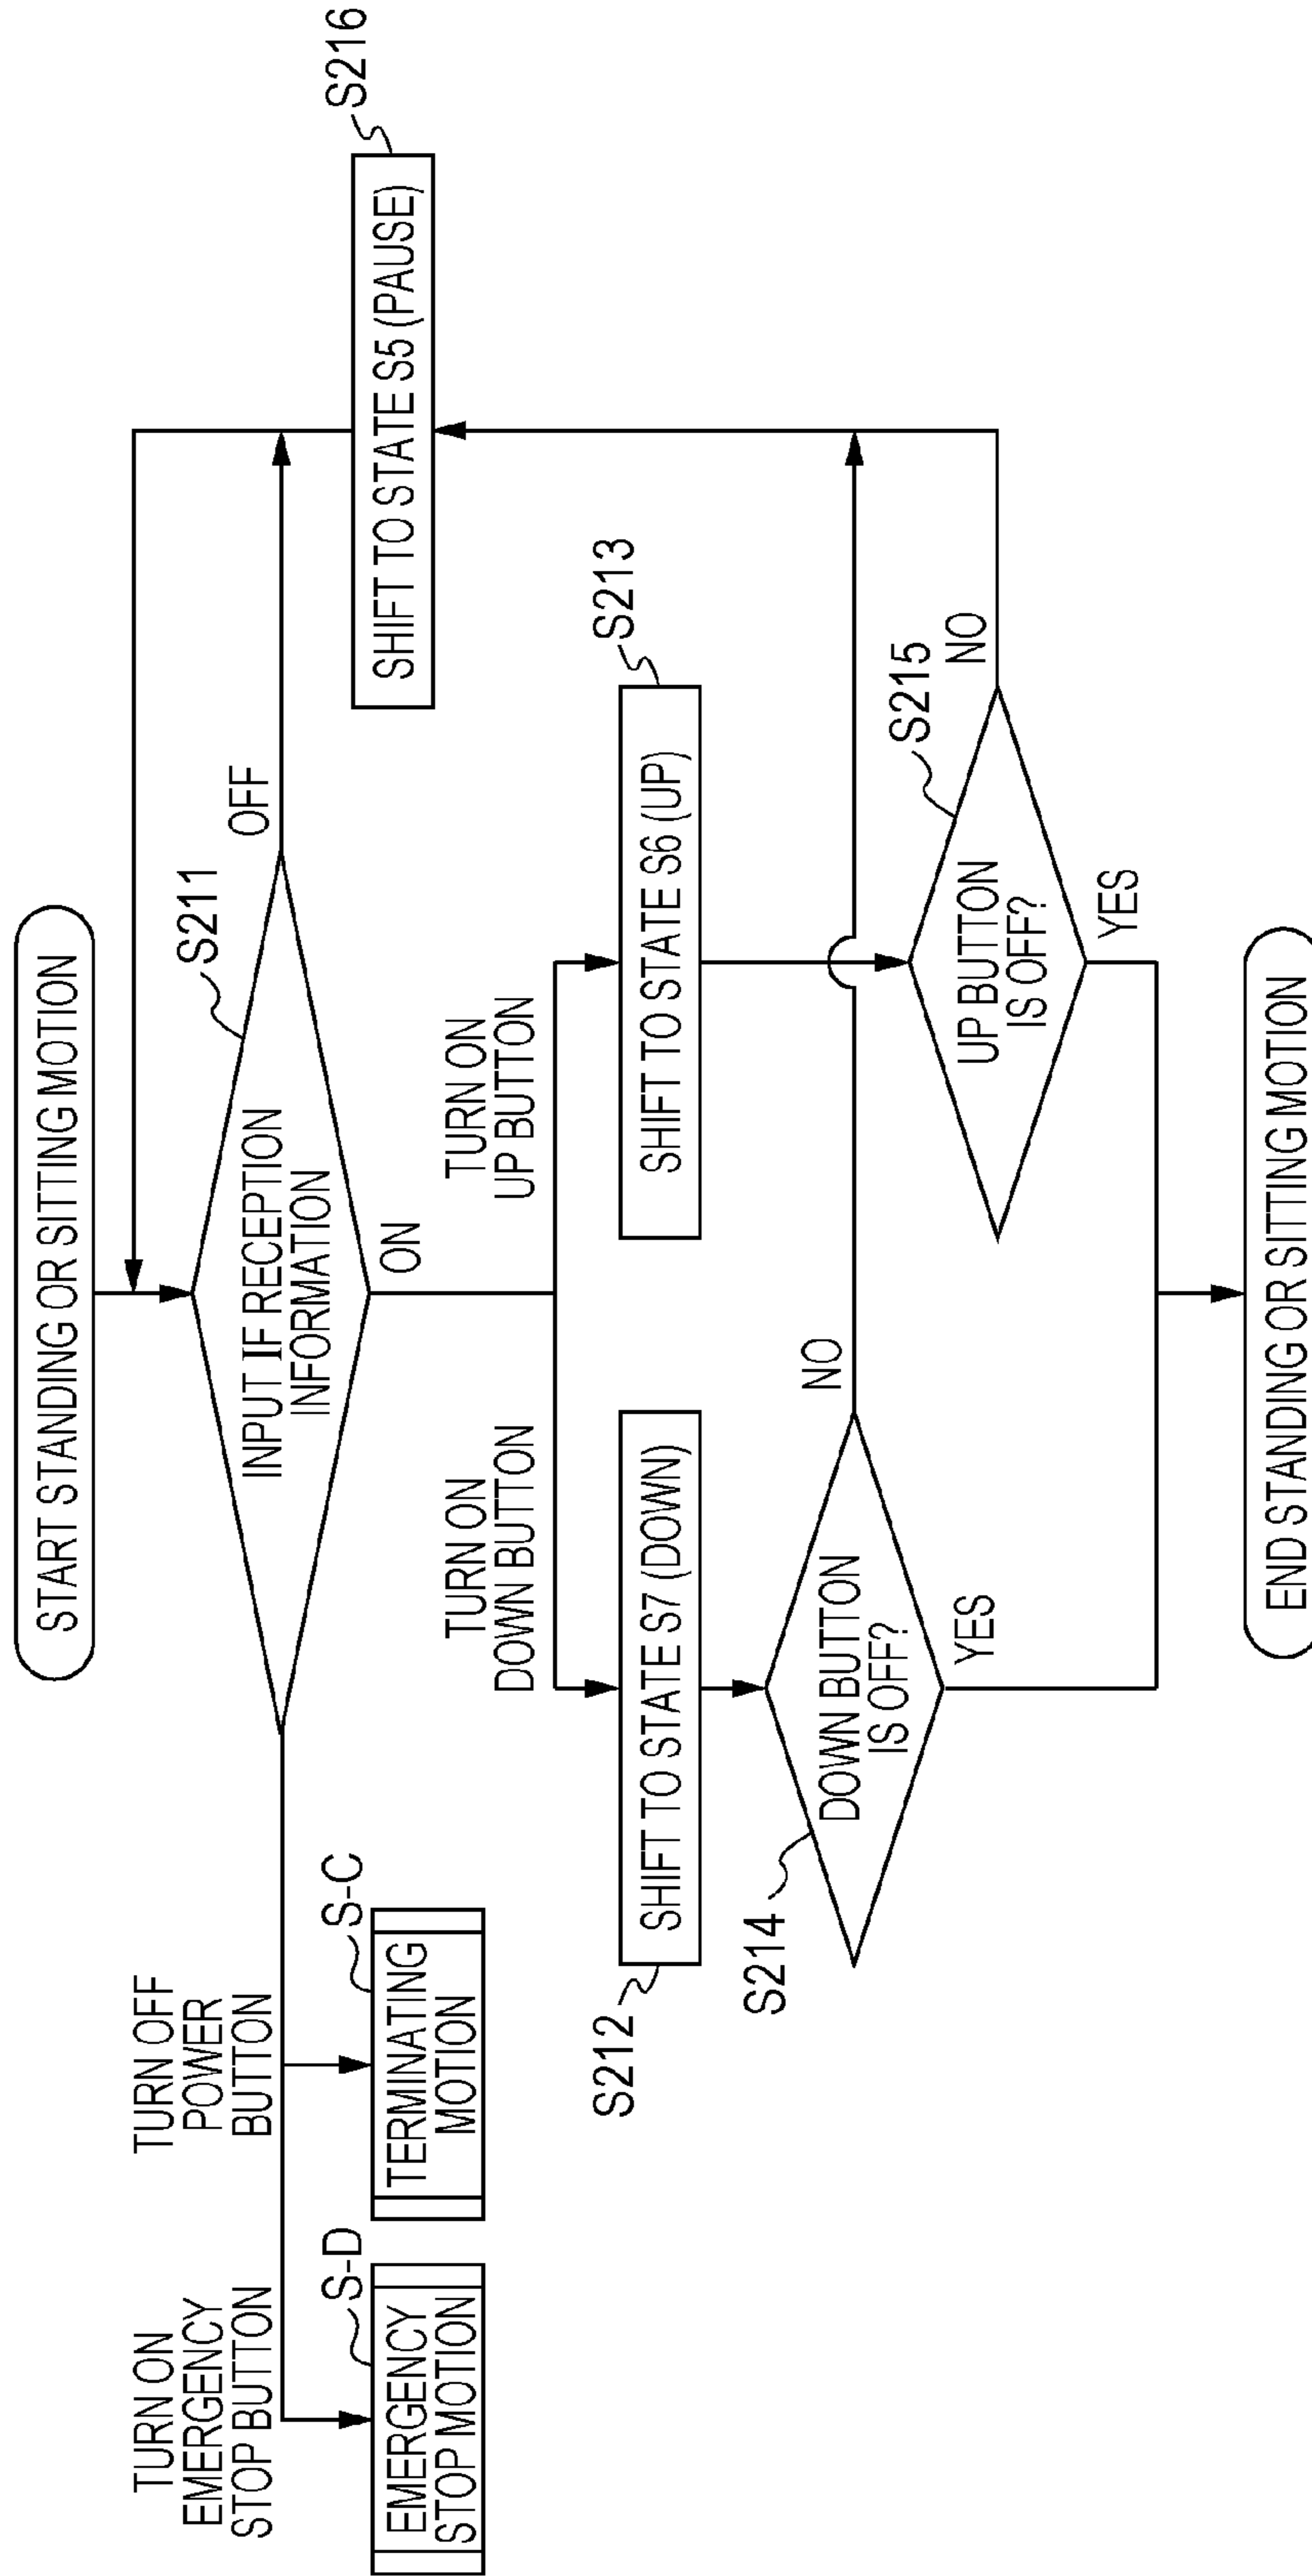 START STANDING OR SITTING MOTION
S211
INPUT IF RECEPTION
INFORMATION
OFF
ON
TURN ON
EMERGENCY
STOP BUTTON
TURN OFF
POWER
BUTTON
S-D
EMERGENCY
STOP MOTION
S-C
TERMINATING
MOTION
S216
SHIFT TO STATE S5 (PAUSE)
TURN ON
DOWN BUTTON
TURN ON
UP BUTTON
S212
SHIFT TO STATE S7 (DOWN)
S213
SHIFT TO STATE S6 (UP)
S214
DOWN BUTTON
IS OFF?
NO
YES
S215
UP BUTTON
IS OFF?
NO
YES
END STANDING OR SITTING MOTION